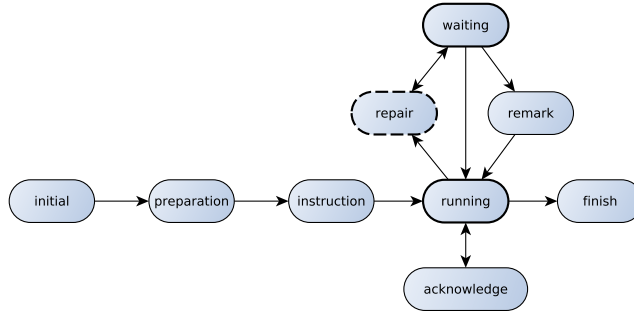 waiting
repair
remark
initial
preparation
instruction
running
finish
acknowledge